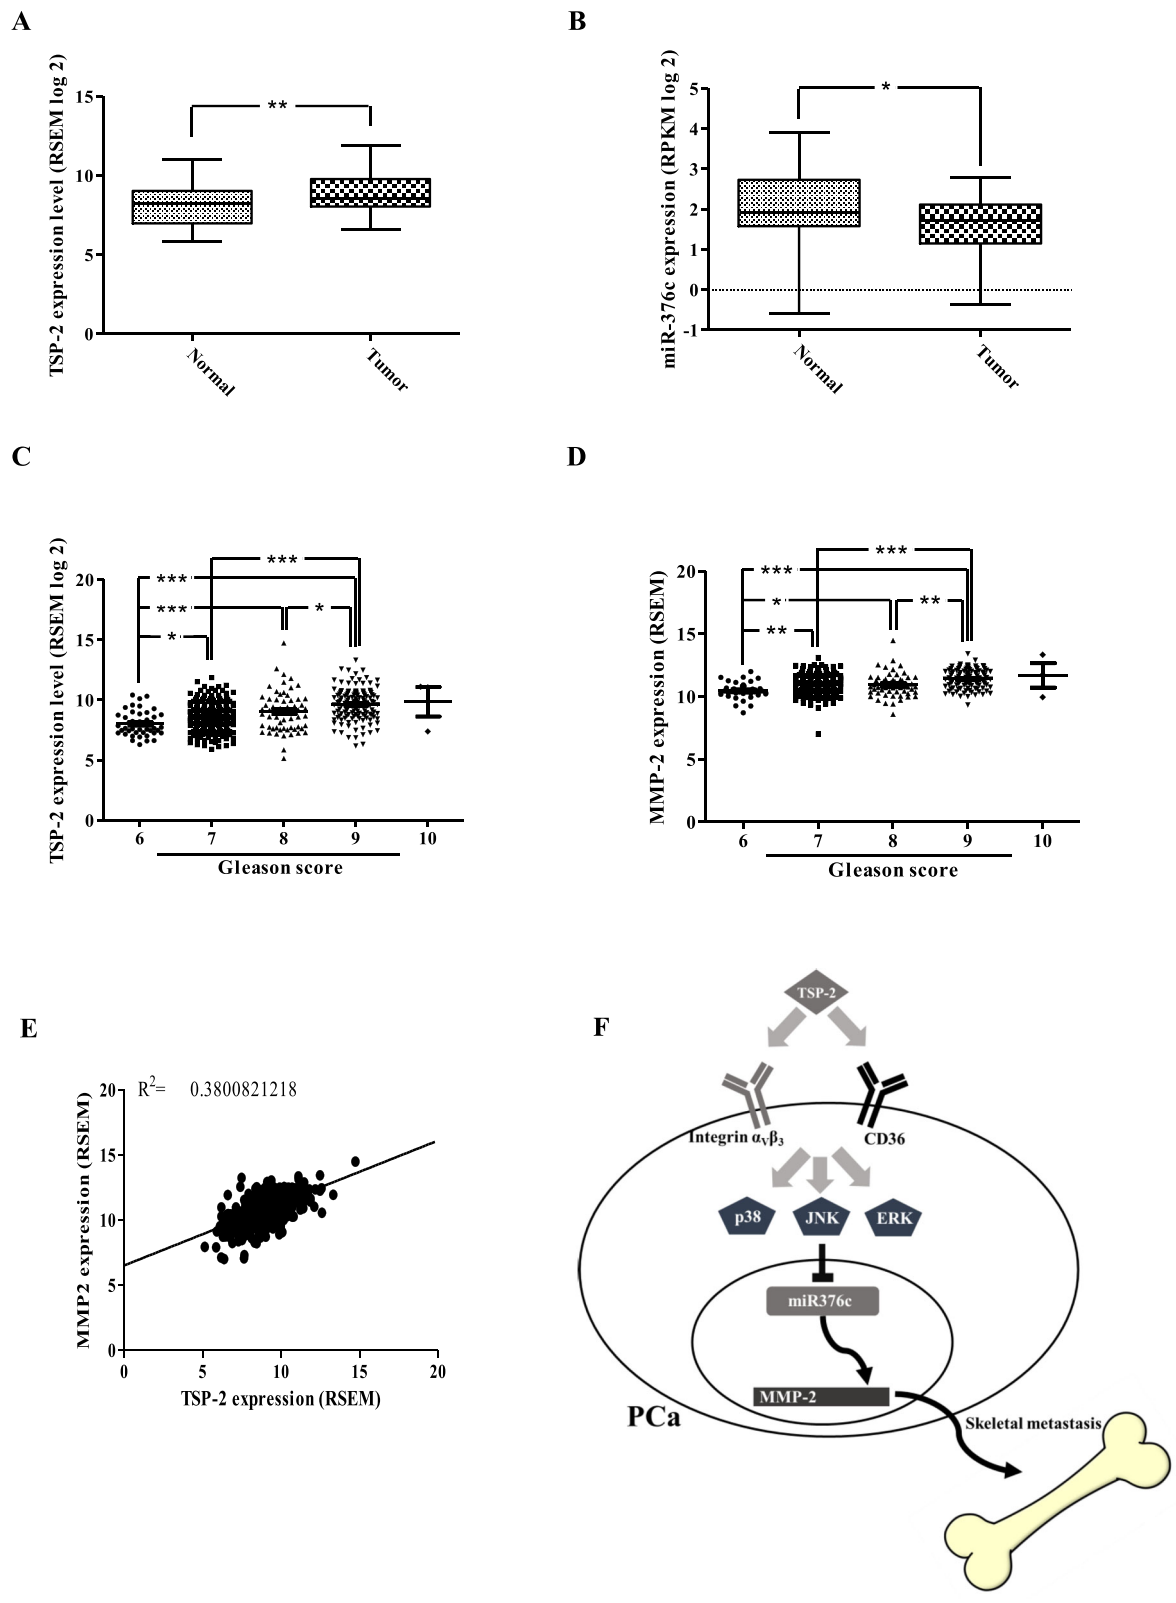 A
TSP-2 expression level (RSEM log 2)
15
10
5
0
**
Normal
Tumor
B
miR-376c expression (RPKM log 2)
5
4
3
2
1
0
-1
*
Normal
Tumor
C
TSP-2 expression level (RSEM log 2)
20
15
10
5
0
***
***
***
*
*
6 7 8 9 10
Gleason score
D
MMP-2 expression (RSEM)
20
15
10
5
0
***
***
*
**
**
6 7 8 9 10
Gleason score
E
MMP2 expression (RSEM)
R²= 0.3800821218
20
15
10
5
0
0 5 10 15 20
TSP-2 expression (RSEM)
F
TSP-2
Integrin αVβ3
CD36
p38
JNK
ERK
miR376c
MMP-2
PCa
Skeletal metastasis